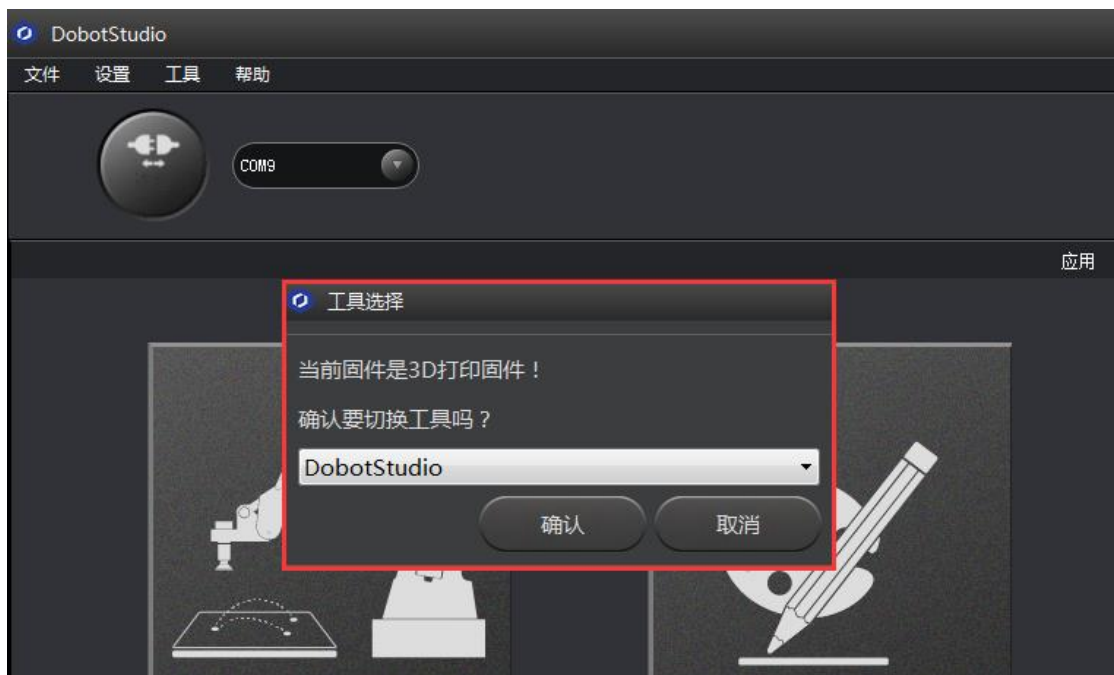 DobotStudio
文件 设置 工具 帮助
COM9
应用
工具选择
当前固件是3D打印固件！
确认要切换工具吗？
DobotStudio
确认 取消